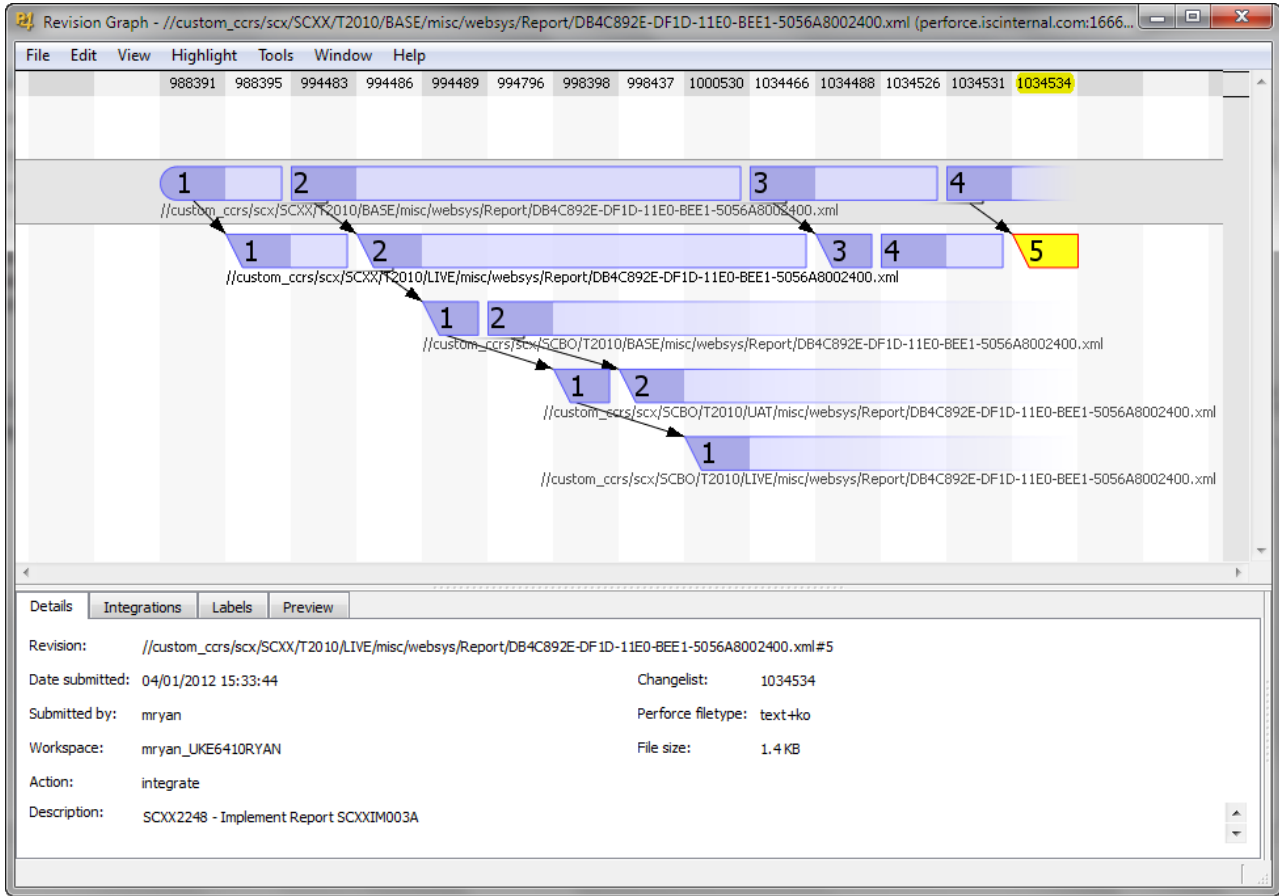 Revision Graph - //custom_ccrs/scx/SCXX/T2010/BASE/misc/websys/Report/DB4C892E-DF1D-11E0-BEE1-5056A8002400.xml (perforce.iscinternal.com:1666...
File Edit View Highlight Tools Window Help
988391 988395 994483 994486 994489 994796 998398 998437 1000530 1034466 1034488 1034526 1034531 1034534
1 2 3 4
//custom_ccrs/scx/SCXX/T2010/BASE/misc/websys/Report/DB4C892E-DF1D-11E0-BEE1-5056A8002400.xml
1 2 3 4 5
//custom_ccrs/scx/SCXX/T2010/LIVE/misc/websys/Report/DB4C892E-DF1D-11E0-BEE1-5056A8002400.xml
1 2
//custom_ccrs/scx/SCBO/T2010/BASE/misc/websys/Report/DB4C892E-DF1D-11E0-BEE1-5056A8002400.xml
1 2
//custom_ccrs/scx/SCBO/T2010/UAT/misc/websys/Report/DB4C892E-DF1D-11E0-BEE1-5056A8002400.xml
1
//custom_ccrs/scx/SCBO/T2010/LIVE/misc/websys/Report/DB4C892E-DF1D-11E0-BEE1-5056A8002400.xml
Details Integrations Labels Preview
Revision: //custom_ccrs/scx/SCXX/T2010/LIVE/misc/websys/Report/DB4C892E-DF1D-11E0-BEE1-5056A8002400.xml#5
Date submitted: 04/01/2012 15:33:44 Changelist: 1034534
Submitted by: mryan Perforce filetype: text+ko
Workspace: mryan_UKE6410RYAN File size: 1.4 KB
Action: integrate
Description: SCXX2248 - Implement Report SCXXIM003A